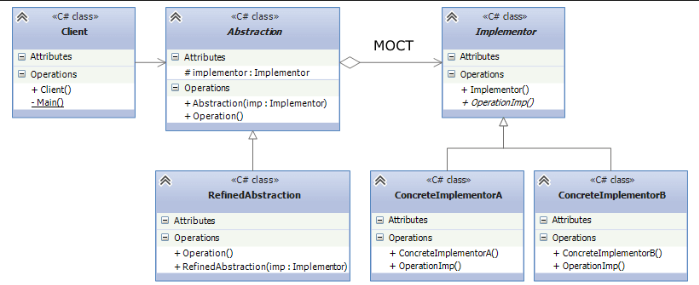 «C# class»
Client
Attributes
Operations
+ Client()
- Main()
«C# class»
Abstraction
Attributes
# implementor : Implementor
Operations
+ Abstraction(imp : Implementor)
+ Operation()
МОСТ
«C# class»
Implementor
Attributes
Operations
+ Implementor()
+ OperationImp()
«C# class»
RefinedAbstraction
Attributes
Operations
+ Operation()
+ RefinedAbstraction(imp : Implementor)
«C# class»
ConcreteImplementorA
Attributes
Operations
+ ConcreteImplementorA()
+ OperationImp()
«C# class»
ConcreteImplementorB
Attributes
Operations
+ ConcreteImplementorB()
+ OperationImp()